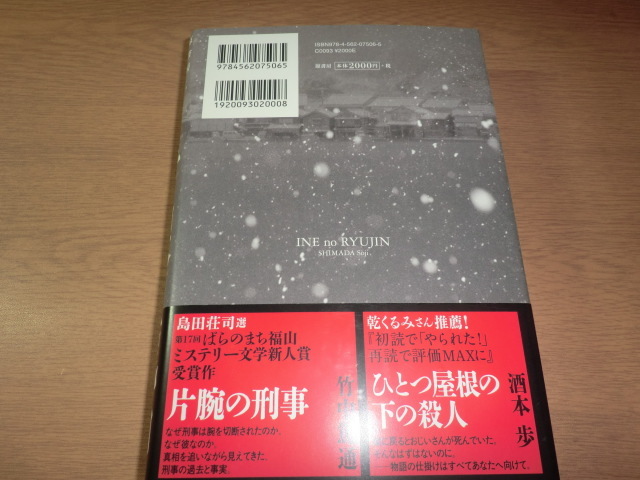 9784562075065
1920093020008
ISBN978-4-562-07506-5
C0093 ¥2000E
原書房 本体2000円+税
INE no RYUJIN
SHIMADA Soji
島田荘司選
第17回ばらのまち福山
ミステリー文学新人賞
受賞作
片腕の刑事
竹 通
なぜ刑事は腕を切断されたのか。
なぜ彼なのか。
真相を追いながら見えてきた、
刑事の過去と事実。
乾くるみさん推薦!
『初読で「やられた!」
再読で評価MAXに』
ひとつ屋根の
下の殺人
酒本 歩
に戻るとおじいさんが死んでいた。
んなはずはないのに。
――物語の仕掛けはすべてあなたへ向けて。